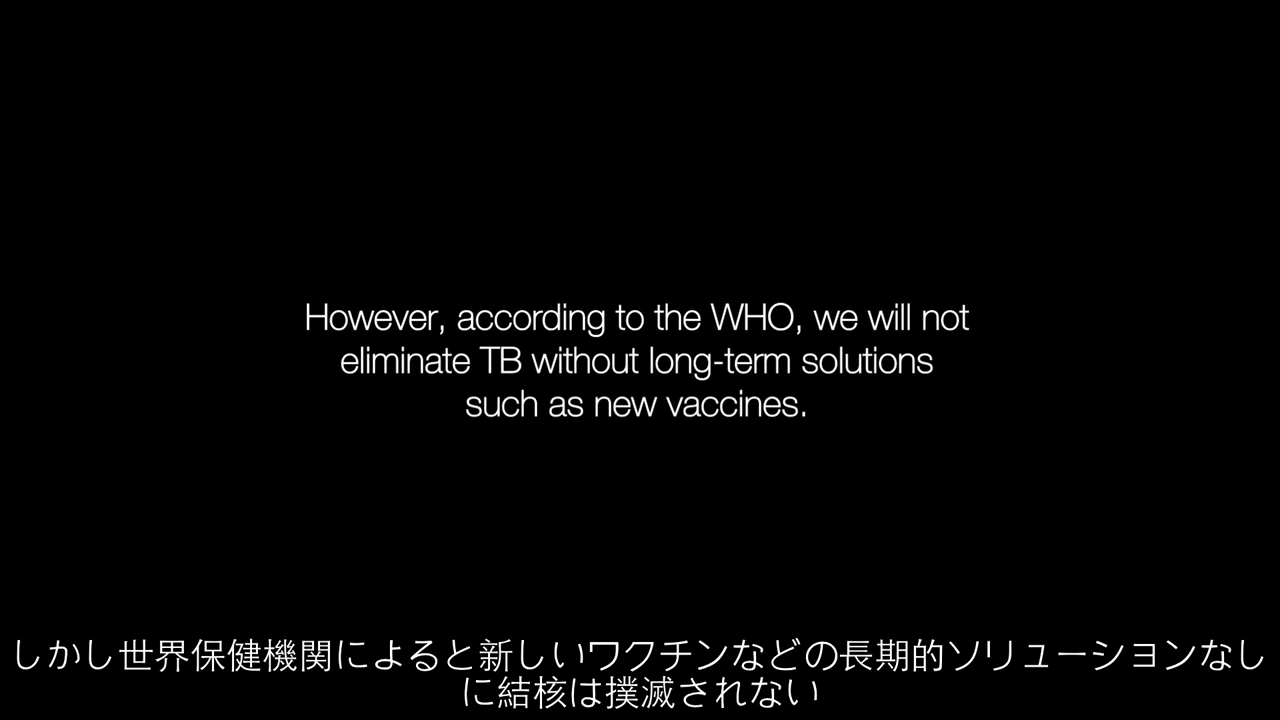 However, according to the WHO, we will not
eliminate TB without long-term solutions
such as new vaccines.
しかし世界保健機関によると新しいワクチンなどの長期的ソリューションなし
に結核は撲滅されない